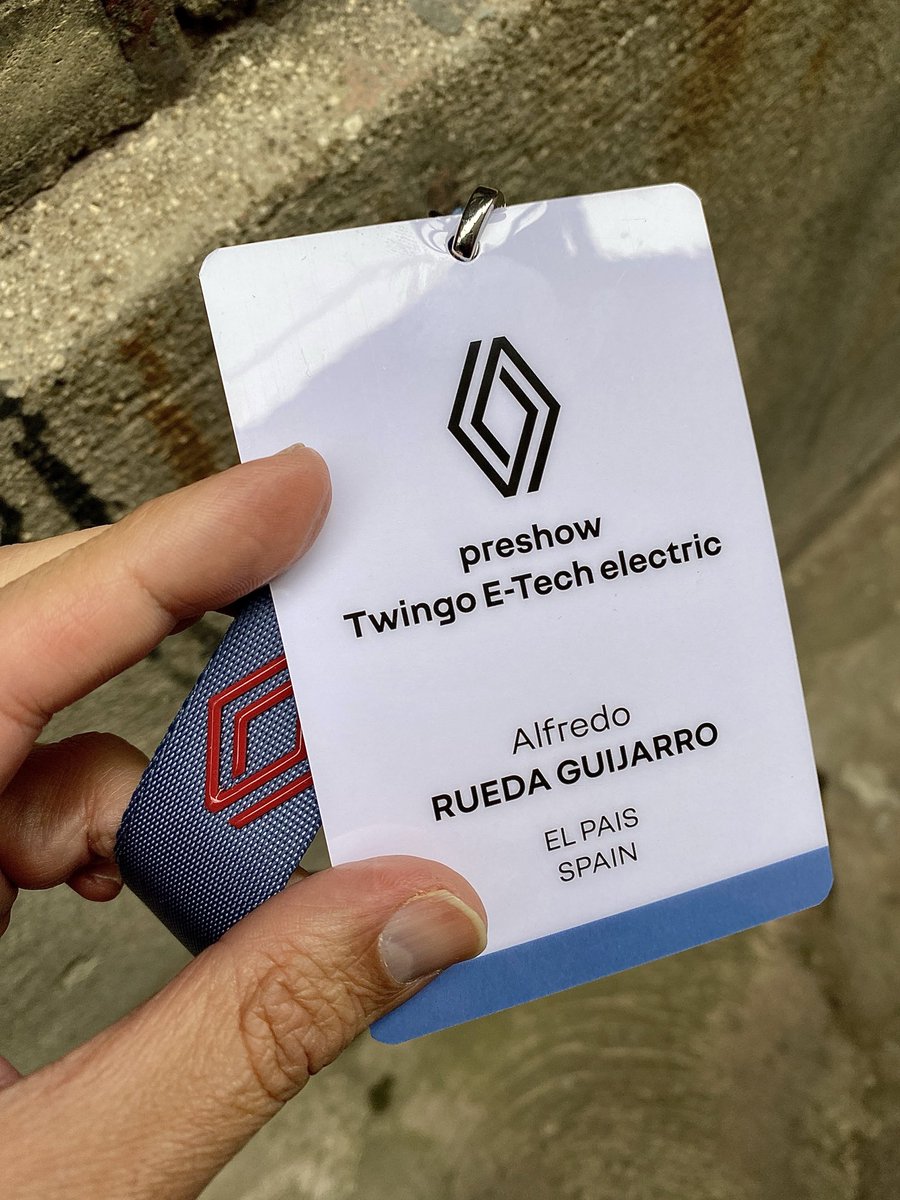 preshow
Twingo E-Tech electric
Alfredo
RUEDA GUIJARRO
EL PAIS
SPAIN